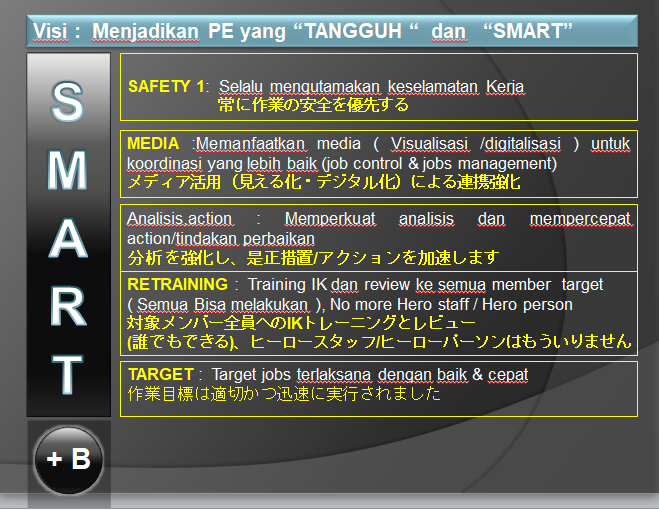 Visi : Menjadikan PE yang “TANGGUH “ dan “SMART”
S
M
A
R
T
+ B
SAFETY 1: Selalu mengutamakan keselamatan Kerja
常に作業の安全を優先する
MEDIA :Memanfaatkan media ( Visualisasi /digitalisasi ) untuk
koordinasi yang lebih baik (job control & jobs management)
メディア活用（見える化・デジタル化）による連携強化
Analisis,action : Memperkuat analisis dan mempercepat
action/tindakan perbaikan
分析を強化し、是正措置/アクションを加速します
RETRAINING : Training IK dan review ke semua member target
( Semua Bisa melakukan ), No more Hero staff / Hero person
対象メンバー全員へのIKトレーニングとレビュー
(誰でもできる)、ヒーロースタッフ/ヒーローパーソンはもういりません
TARGET : Target jobs terlaksana dengan baik & cepat
作業目標は適切かつ迅速に実行されました